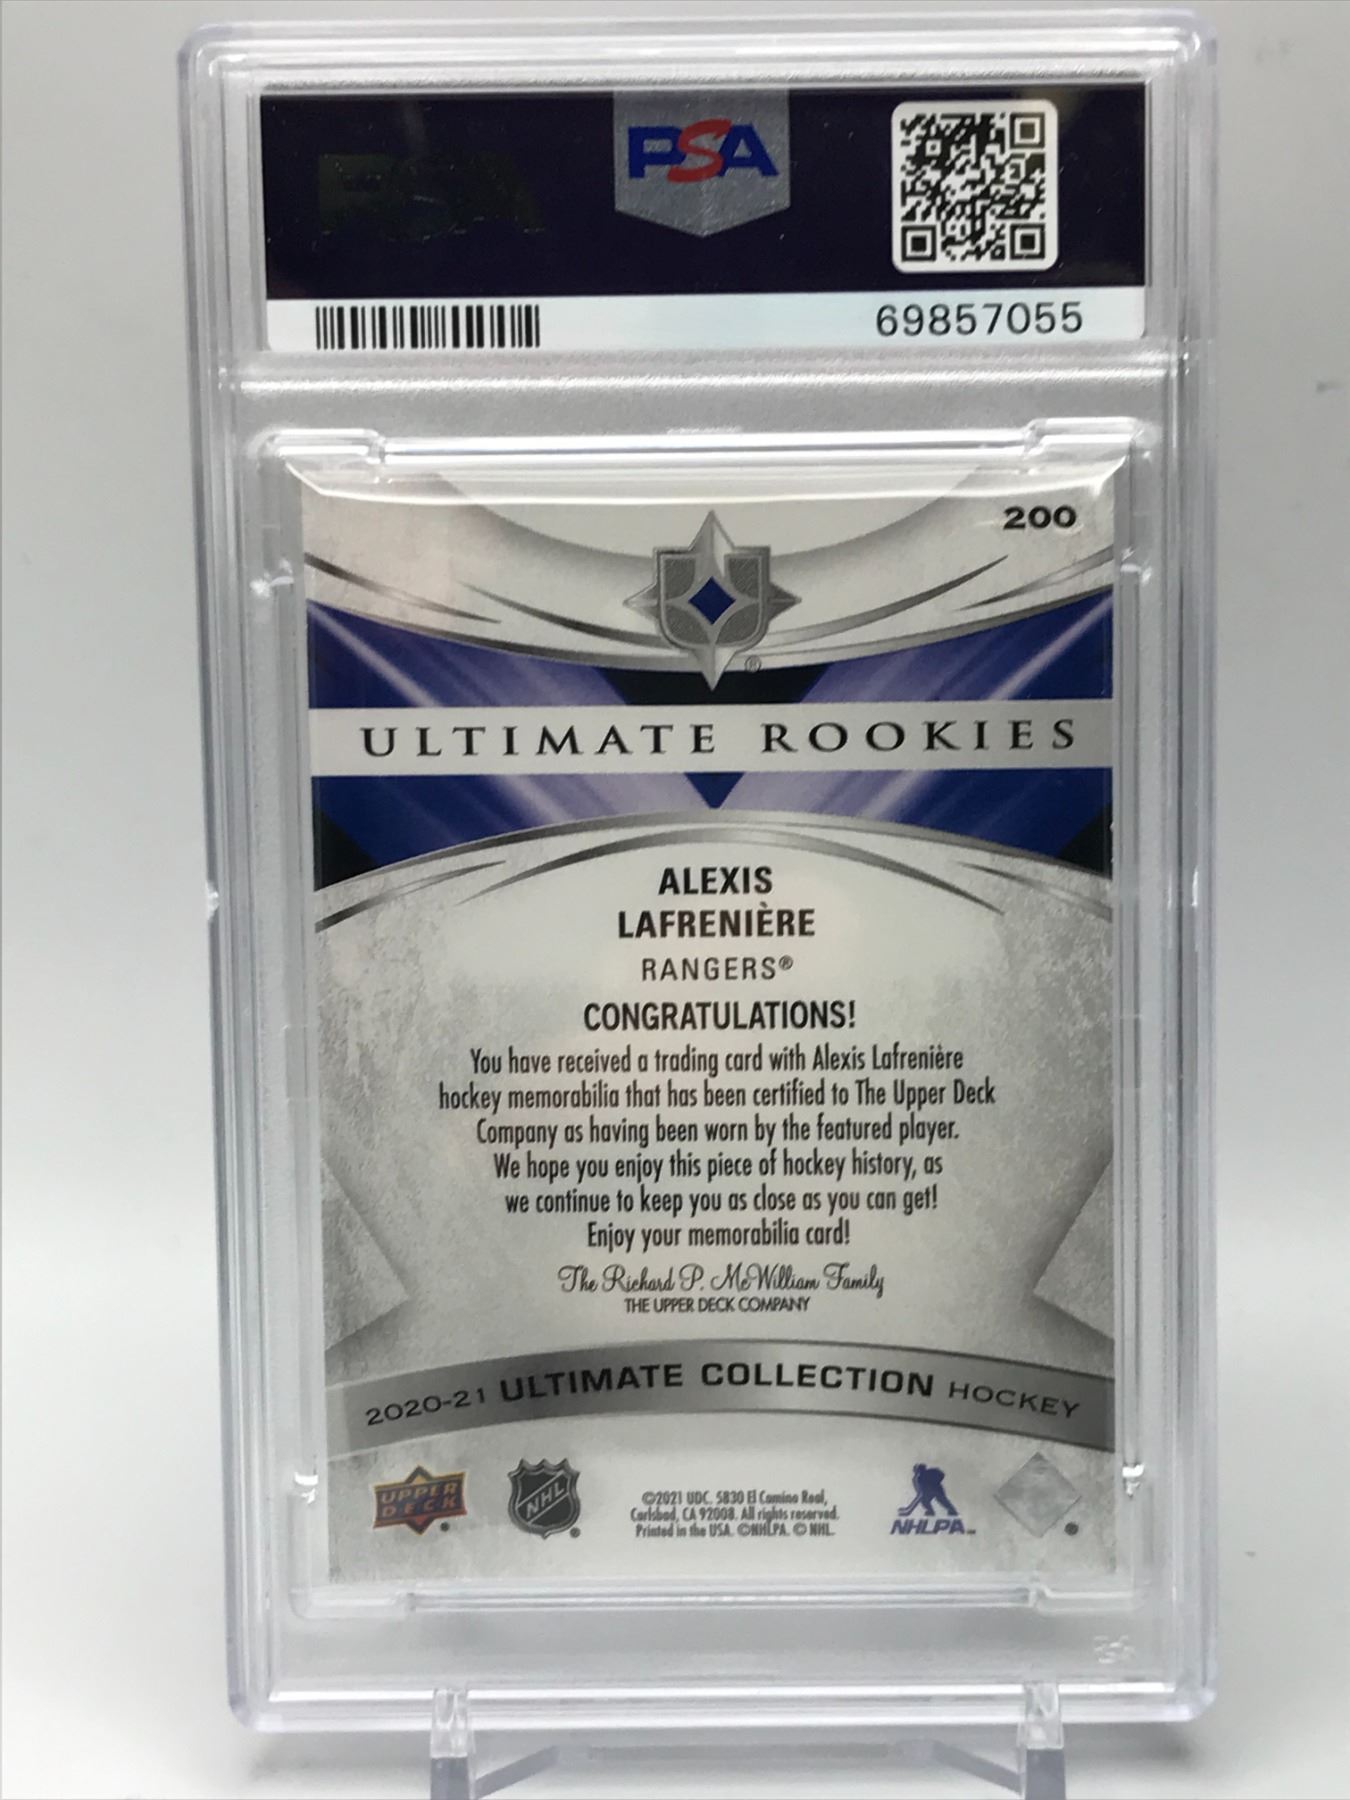 PSA
69857055
200
®
ULTIMATE ROOKIES
ALEXIS
LAFRENIÈRE
RANGERS®
CONGRATULATIONS!
You have received a trading card with Alexis Lafrenière
hockey memorabilia that has been certified to The Upper Deck
Company as having been worn by the featured player.
We hope you enjoy this piece of hockey history, as
we continue to keep you as close as you can get!
Enjoy your memorabilia card!
The Richard P. McWilliam Family
THE UPPER DECK COMPANY
2020-21 ULTIMATE COLLECTION HOCKEY
UPPER
DECK
NHL
©2021 UDC. 5830 El Camino Real,
Carlsbad, CA 92008. All rights reserved.
Printed in the USA. ©NHLPA. © NHL.
NHLPA™